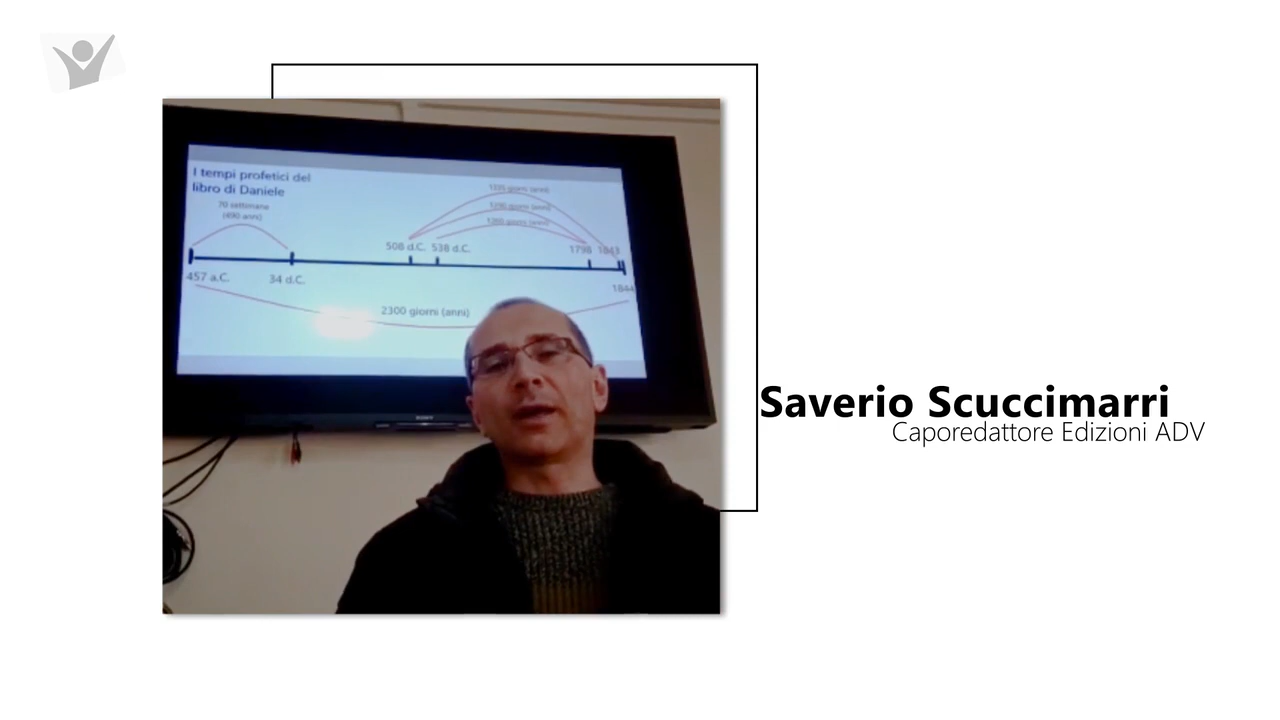 I tempi profetici del
libro di Daniele
70 settimane
(490 anni)
1335 giorni (anni)
1290 giorni (anni)
1260 giorni (anni)
508 d.C. 538 d.C.
1798 1843
457 a.C.
34 d.C.
1844
2300 giorni (anni)
SONY
Saverio Scuccimarri
Caporedattore Edizioni ADV